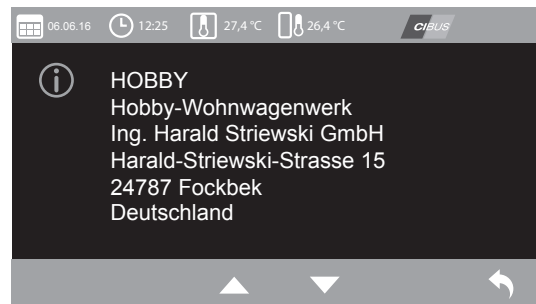 06.06.16 12:25 27,4 °C 26,4 °C CIBUS
HOBBY
Hobby-Wohnwagenwerk
Ing. Harald Striewski GmbH
Harald-Striewski-Strasse 15
24787 Fockbek
Deutschland